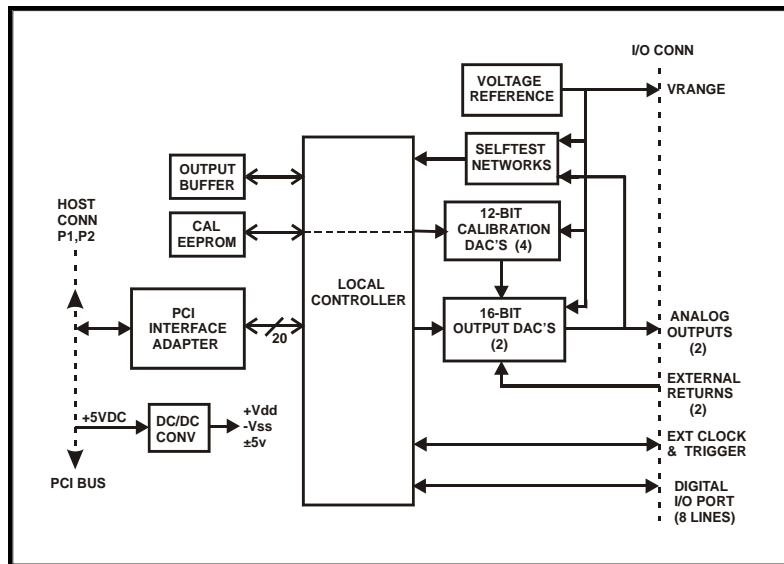 I/O CONN
VOLTAGE
REFERENCE
VRANGE
SELFTEST
NETWORKS
OUTPUT
BUFFER
HOST
CONN
P1,P2
CAL
EEPROM
12-BIT
CALIBRATION
DAC'S (4)
LOCAL
CONTROLLER
PCI
INTERFACE
ADAPTER
20
16-BIT
OUTPUT DAC'S
(2)
ANALOG
OUTPUTS
(2)
EXTERNAL
RETURNS
(2)
+5VDC
DC/DC
CONV
+Vdd
-Vss
±5v
EXT CLOCK
& TRIGGER
PCI BUS
DIGITAL
I/O PORT
(8 LINES)